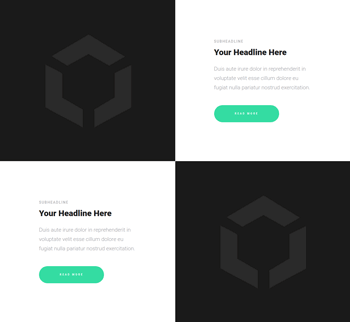 SUBHEADLINE
Your Headline Here
Duis aute irure dolor in reprehenderit in
voluptate velit esse cillum dolore eu
fugiat nulla pariatur nostrud exercitation.
READ MORE
SUBHEADLINE
Your Headline Here
Duis aute irure dolor in reprehenderit in
voluptate velit esse cillum dolore eu
fugiat nulla pariatur nostrud exercitation.
READ MORE